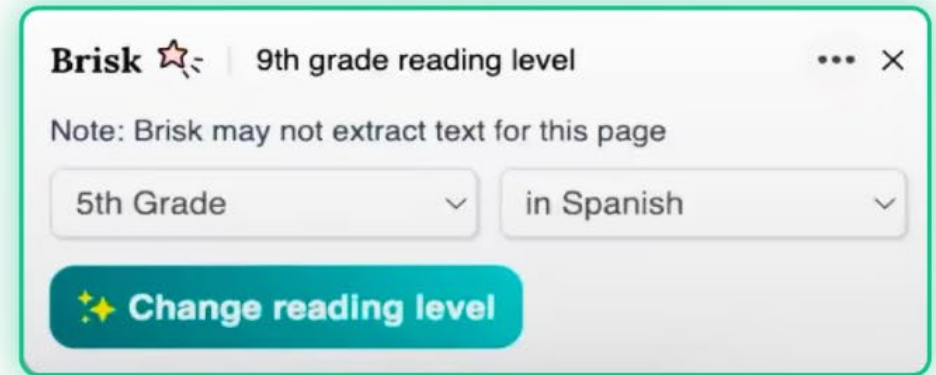 Brisk 9th grade reading level
Note: Brisk may not extract text for this page
5th Grade in Spanish
Change reading level